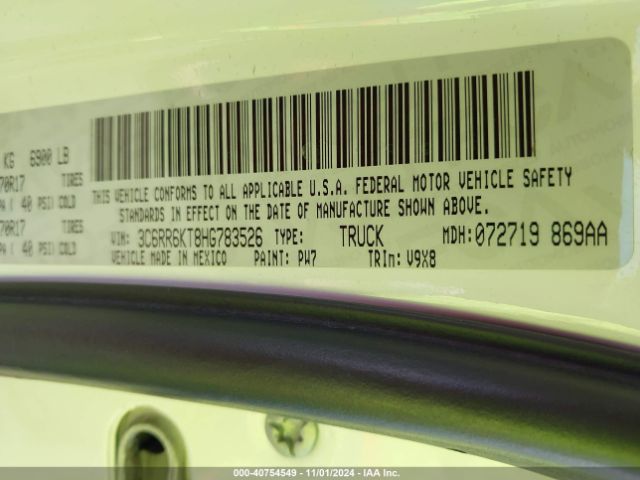 KG 6900 LB
70R17 TIRES
PA ( 40 PSI) COLD
70R17 TIRES
PA ( 40 PSI) COLD
THIS VEHICLE CONFORMS TO ALL APPLICABLE U.S.A. FEDERAL MOTOR VEHICLE SAFETY
STANDARDS IN EFFECT ON THE DATE OF MANUFACTURE SHOWN ABOVE.
VIN: 3C6RR6KT8HG783526 TYPE: TRUCK MDH: 072719 869AA
VEHICLE MADE IN MEXICO PAINT: PW7 TRIM: V9X8
000-40754549 - 11/01/2024 - IAA Inc.